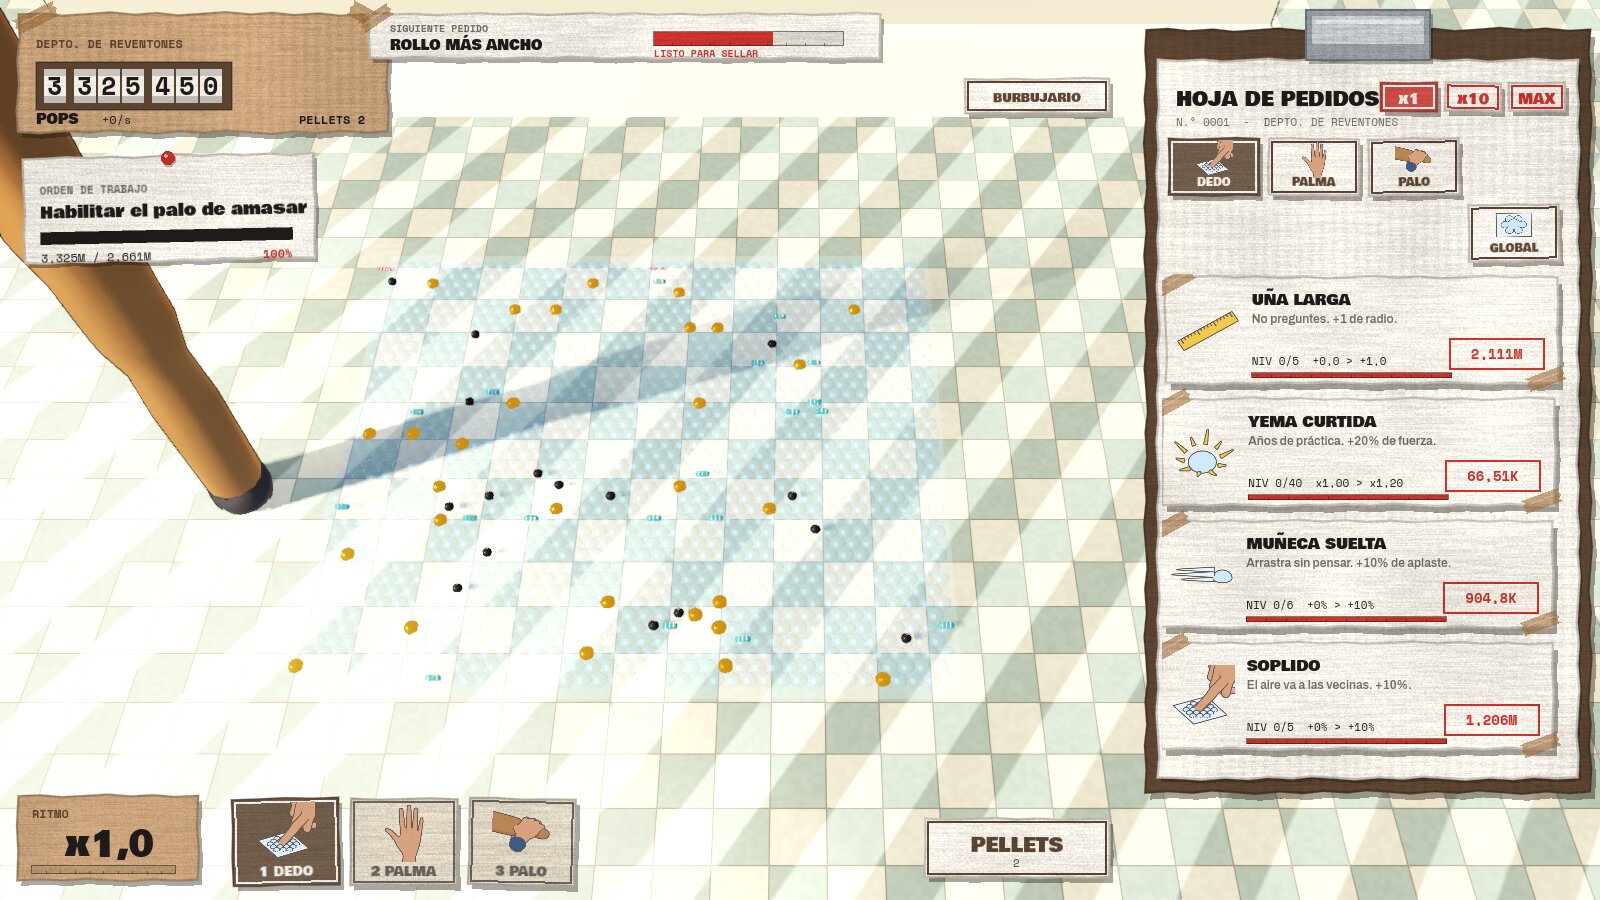 DEPTO. DE REVENTONES
3 325 450
POPS +0/s PELLETS 2
SIGUIENTE PEDIDO
ROLLO MÁS ANCHO
LISTO PARA SELLAR
BURBUJARIO
ORDEN DE TRABAJO
Habilitar el palo de amasar
3,325M / 2,661M 100%
HOJA DE PEDIDOS x1 x10 MAX
N.° 0001 - DEPTO. DE REVENTONES
DEDO PALMA PALO
GLOBAL
UÑA LARGA
No preguntes. +1 de radio.
NIV 0/5 +0,0 > +1,0 2,111M
YEMA CURTIDA
Años de práctica. +20% de fuerza.
NIV 0/40 x1,00 > x1,20 66,51K
MUÑECA SUELTA
Arrastra sin pensar. +10% de aplaste.
NIV 0/6 +0% > +10% 904,8K
SOPLIDO
El aire va a las vecinas. +10%.
NIV 0/5 +0% > +10% 1,206M
RITMO
x1,0
1 DEDO 2 PALMA 3 PALO
PELLETS
2